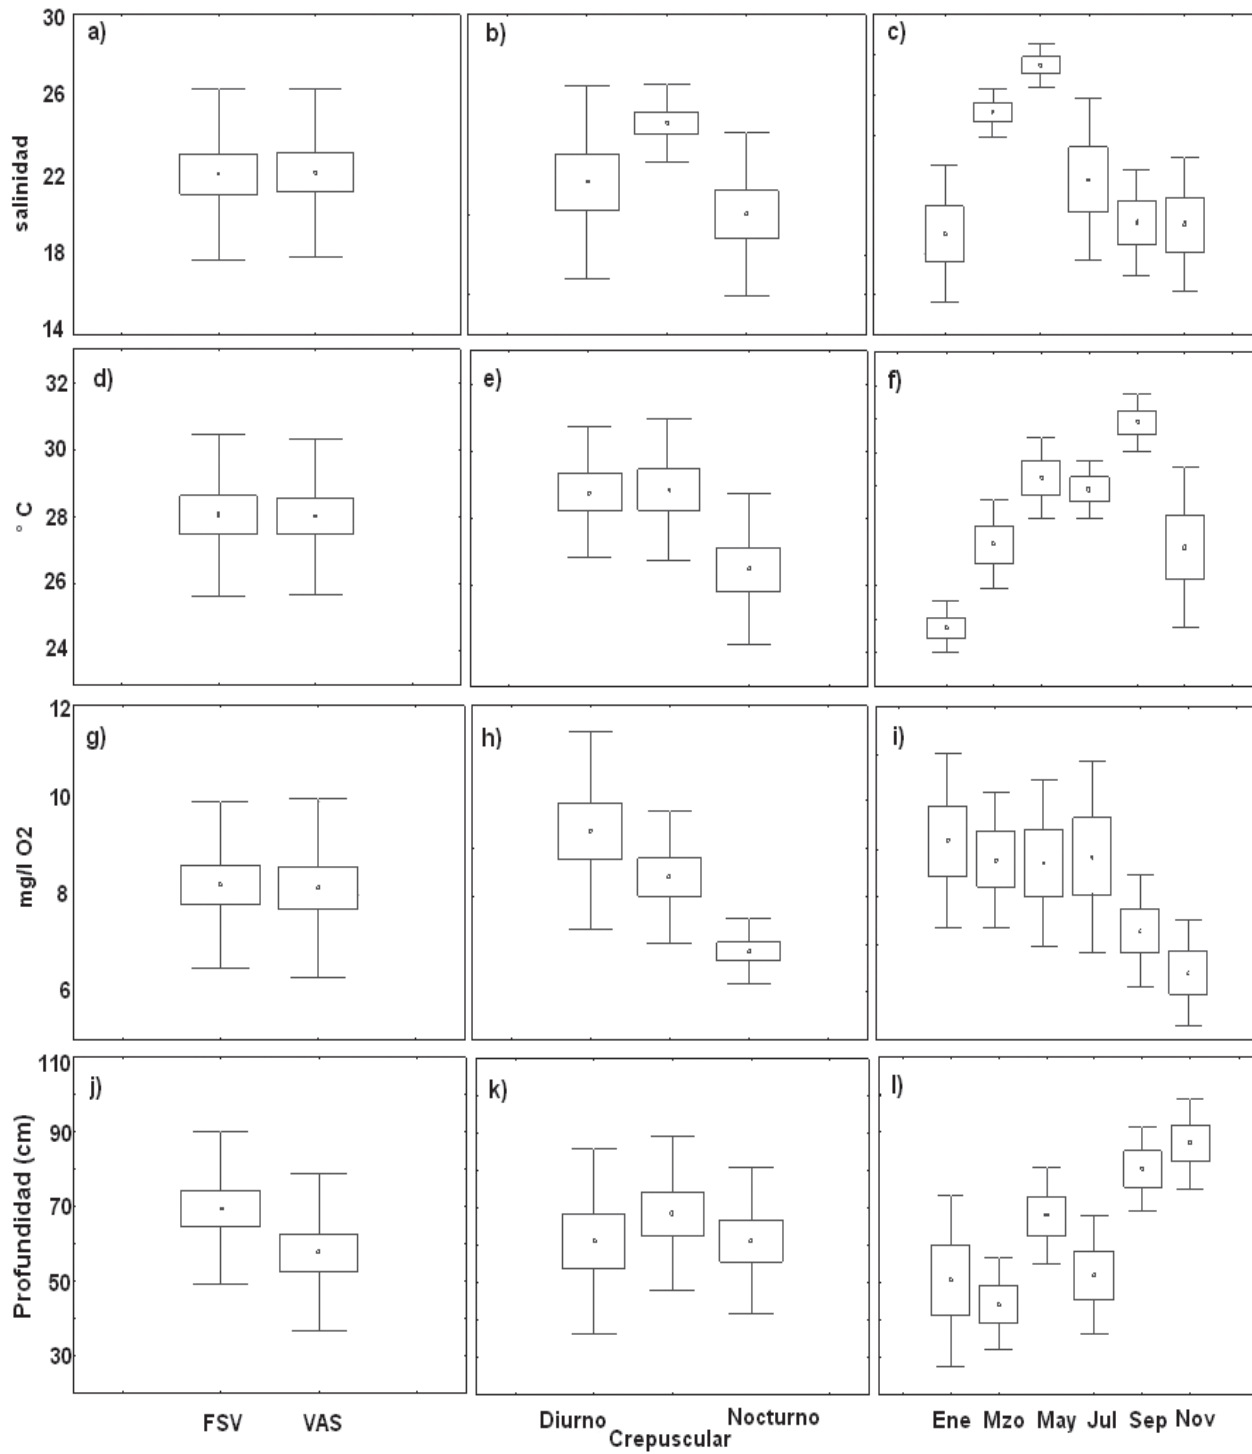 30
a)
b)
c)
26
salinidad
22
18
14
32
d)
e)
f)
30
° C
28
26
24
12
g)
h)
i)
10
mg/l O2
8
6
110
j)
k)
l)
90
Profundidad (cm)
70
50
30
FSV VAS
Diurno Crepuscular Nocturno
Ene Mzo May Jul Sep Nov